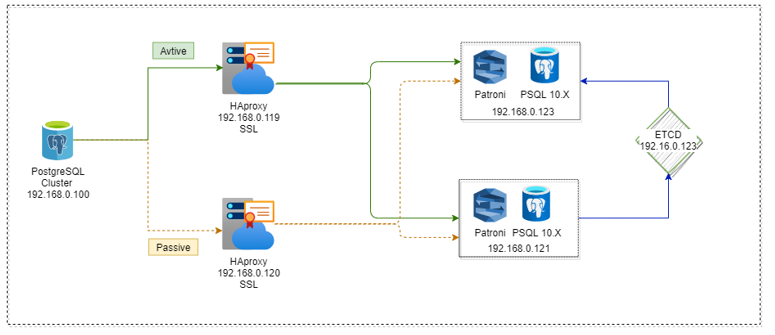 Avtive
HAproxy
192.168.0.119
SSL
Patroni PSQL 10.X
192.168.0.123
ETCD
192.16.0.123
PostgreSQL
Cluster
192.168.0.100
Passive
HAproxy
192.168.0.120
SSL
Patroni PSQL 10.X
192.168.0.121